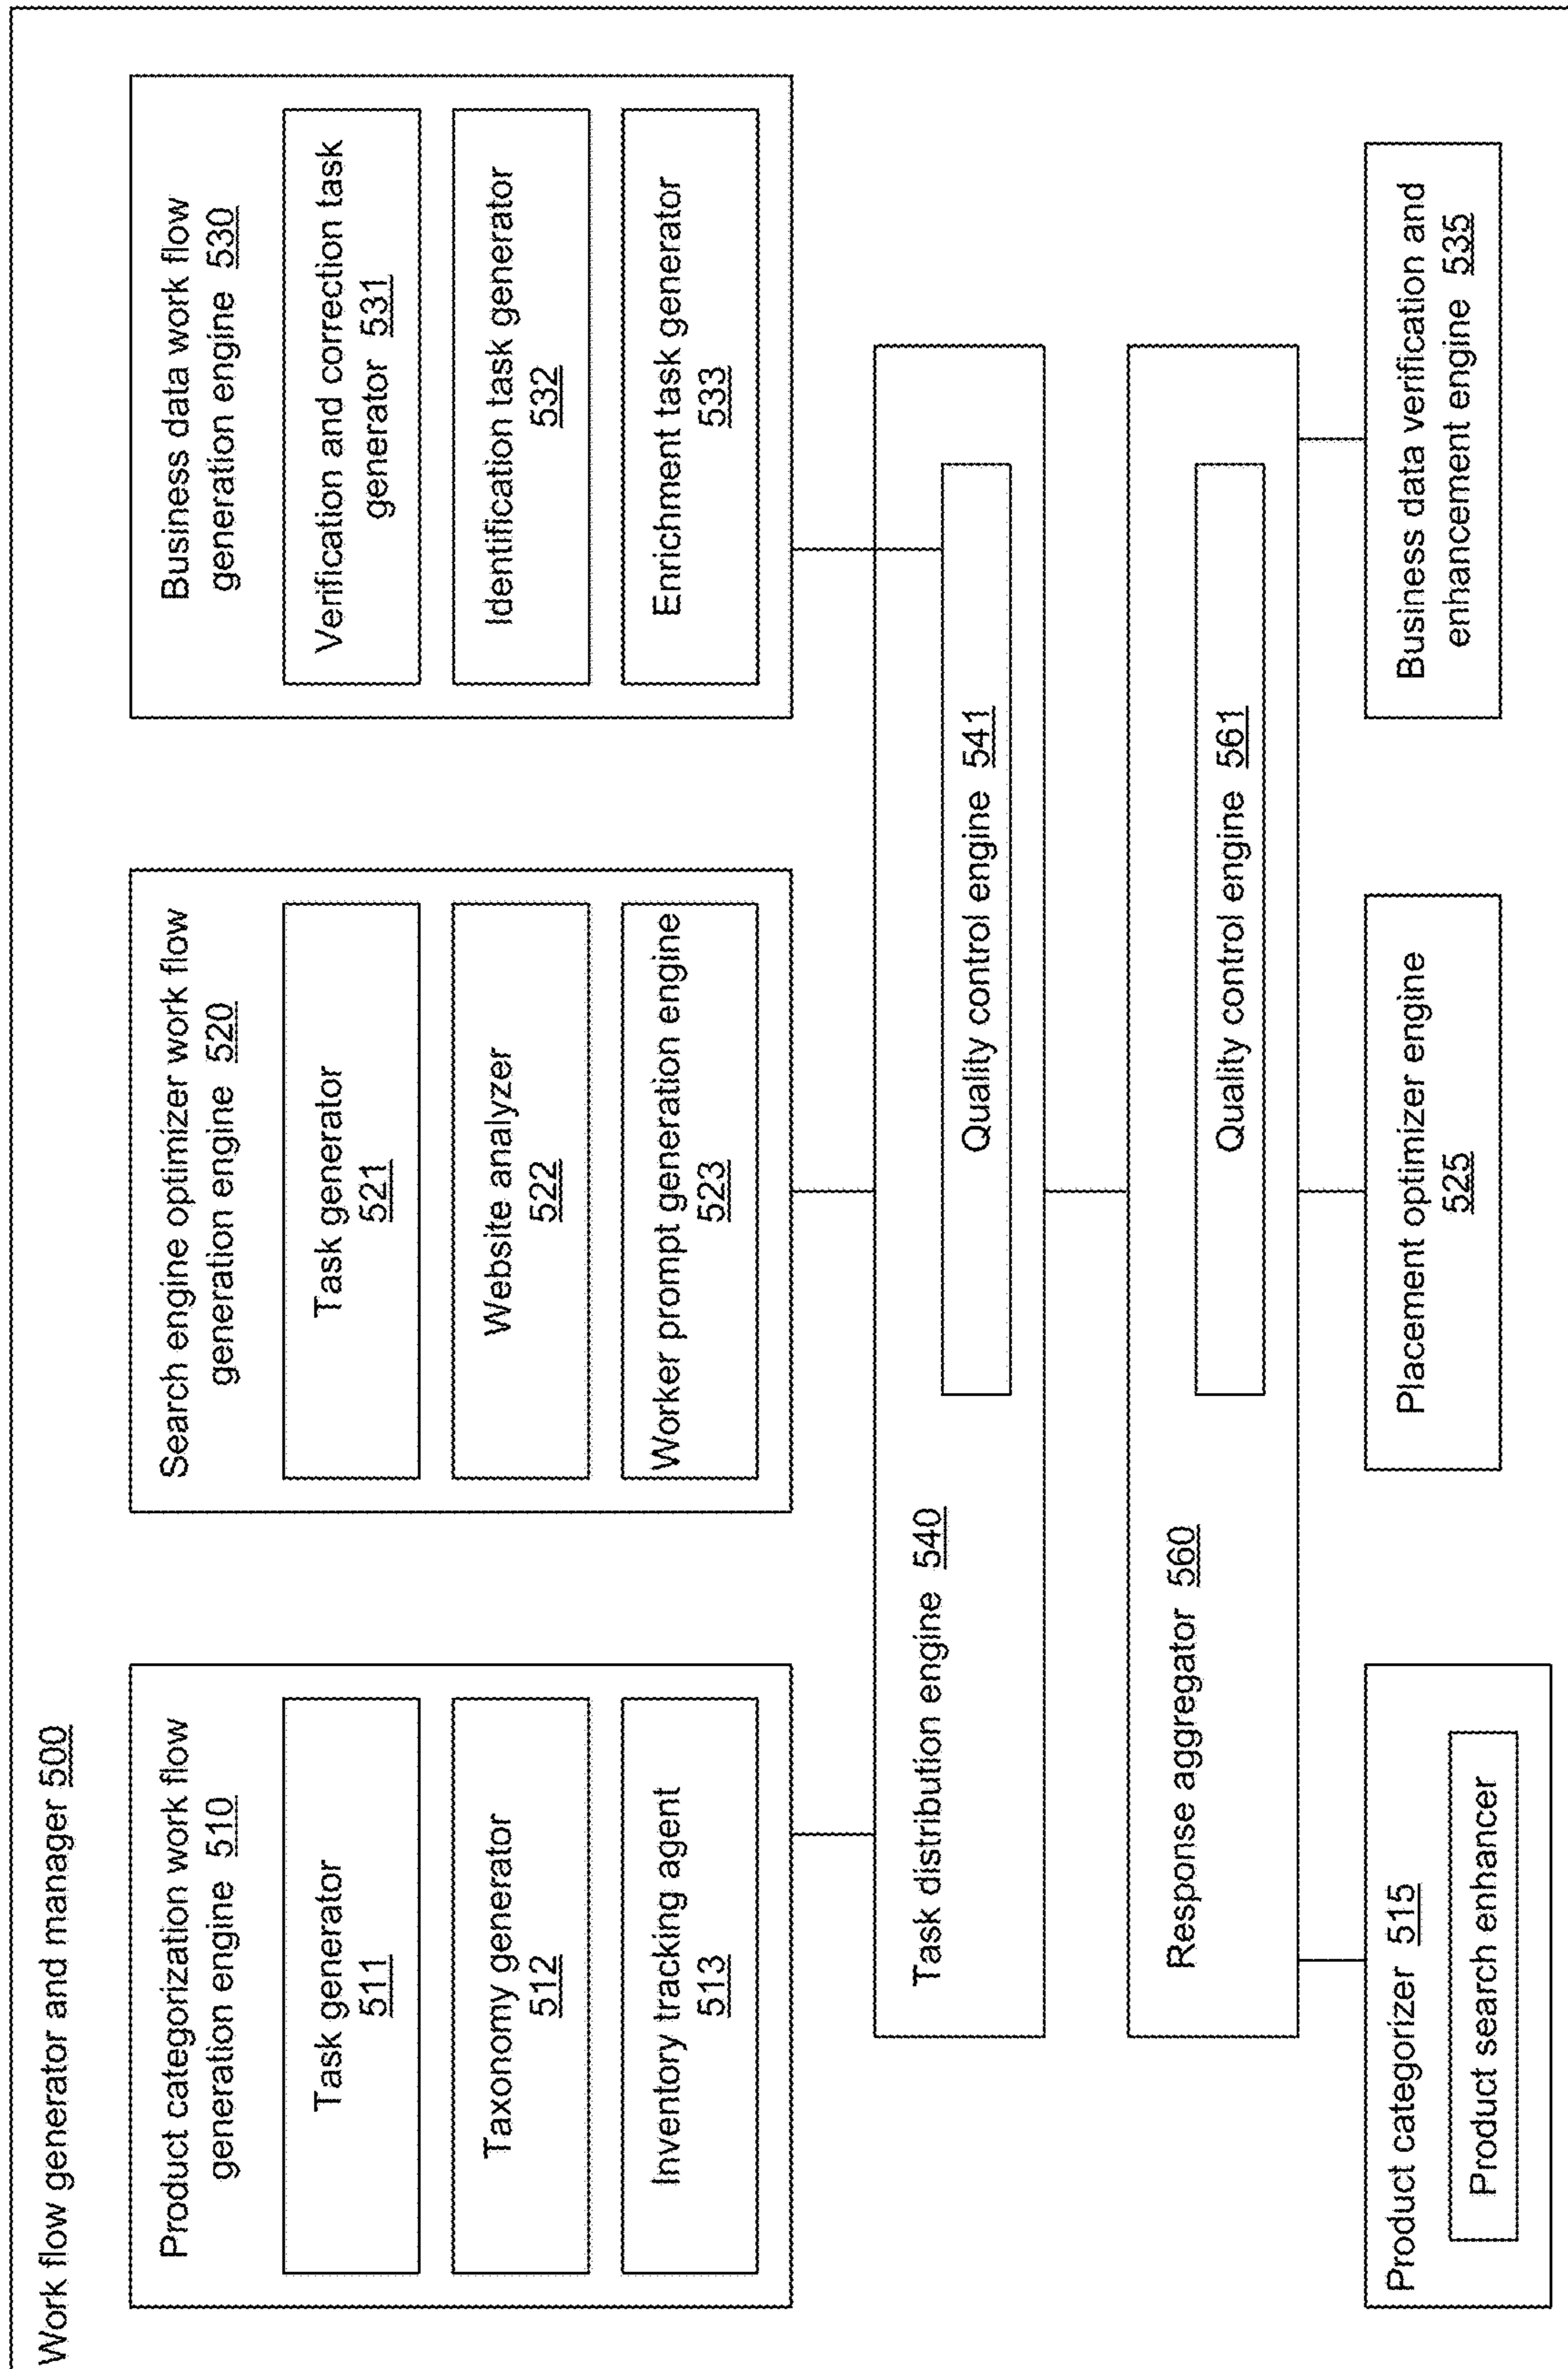 Work flow generator and manager 500
Product categorization work flow
generation engine 510
Task generator
511
Taxonomy generator
512
Inventory tracking agent
513
Search engine optimizer work flow
generation engine 520
Task generator
521
Website analyzer
522
Worker prompt generation engine
523
Business data work flow
generation engine 530
Verification and correction task
generator 531
Identification task generator
532
Enrichment task generator
533
Task distribution engine 540
Quality control engine 541
Response aggregator 560
Quality control engine 561
Product categorizer 515
Product search enhancer
Placement optimizer engine
525
Business data verification and
enhancement engine 535